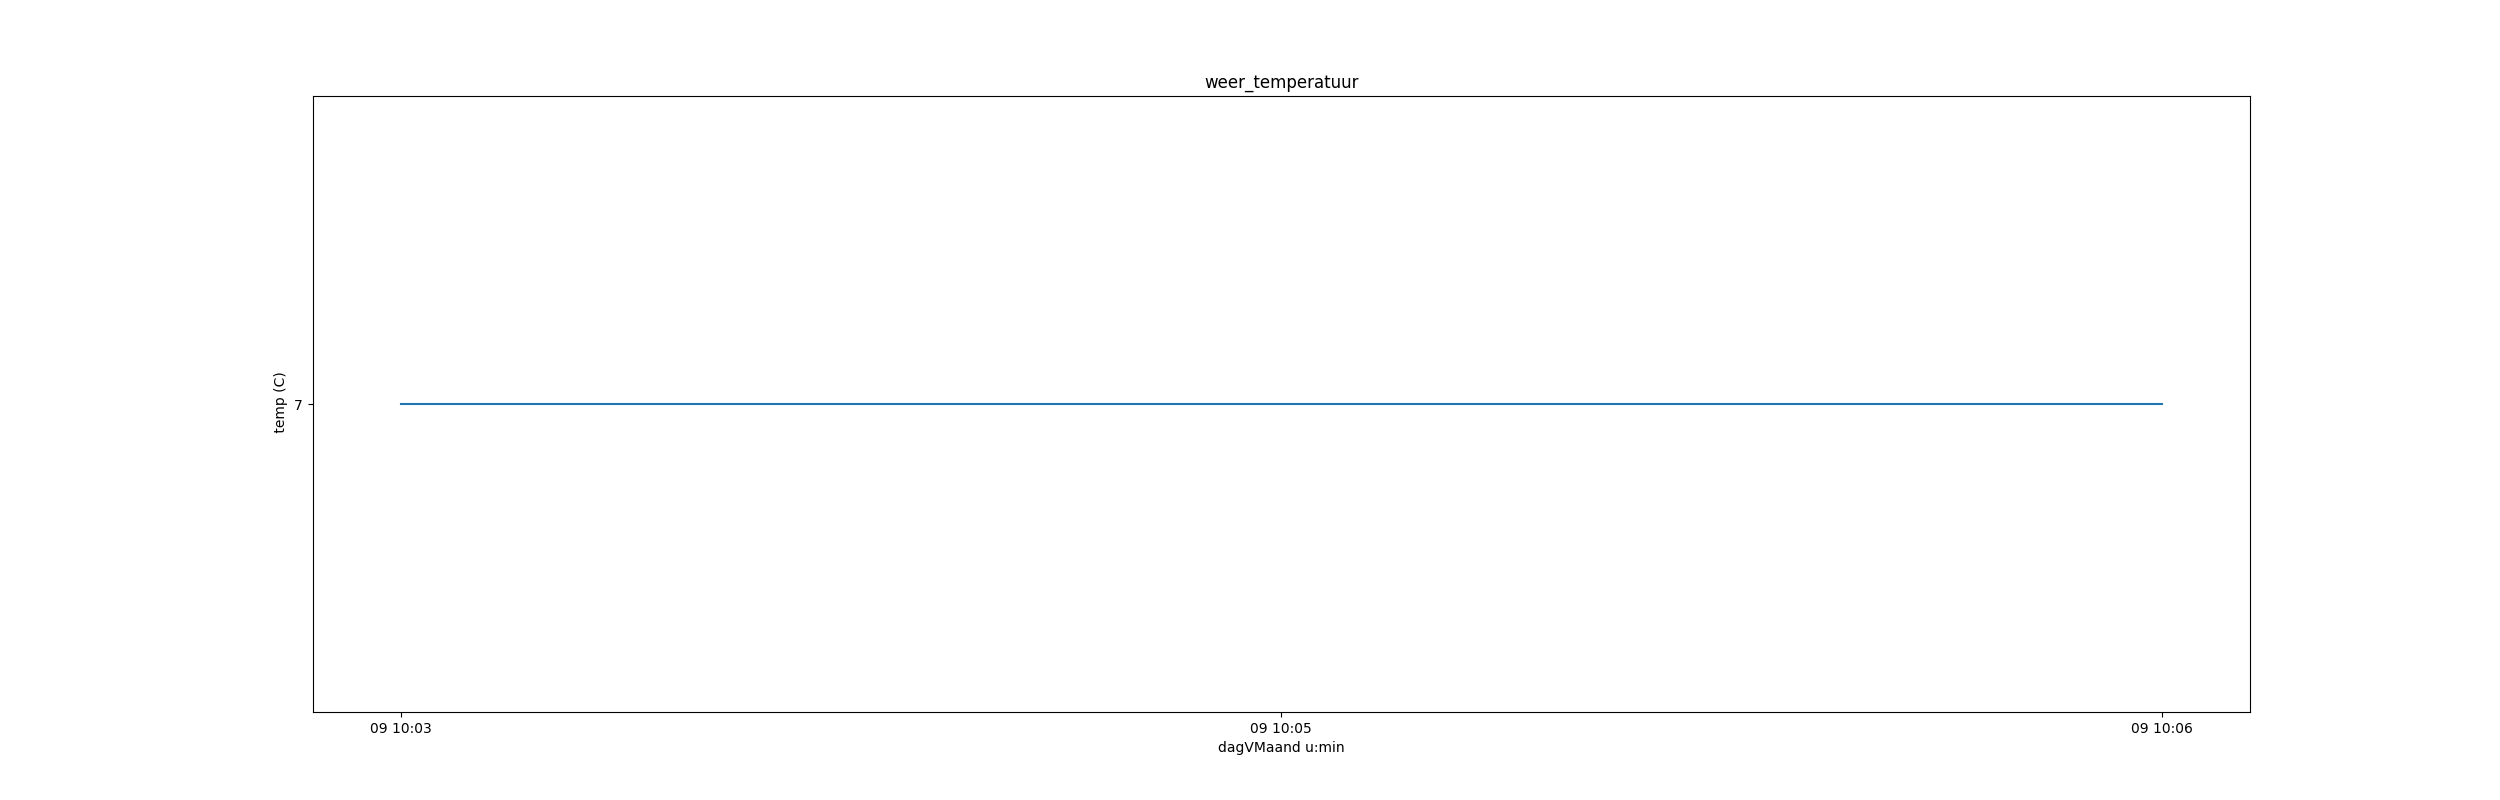 weer_temperatuur
temp (C)
7
09 10:03
09 10:05
09 10:06
dagVMaand u:min